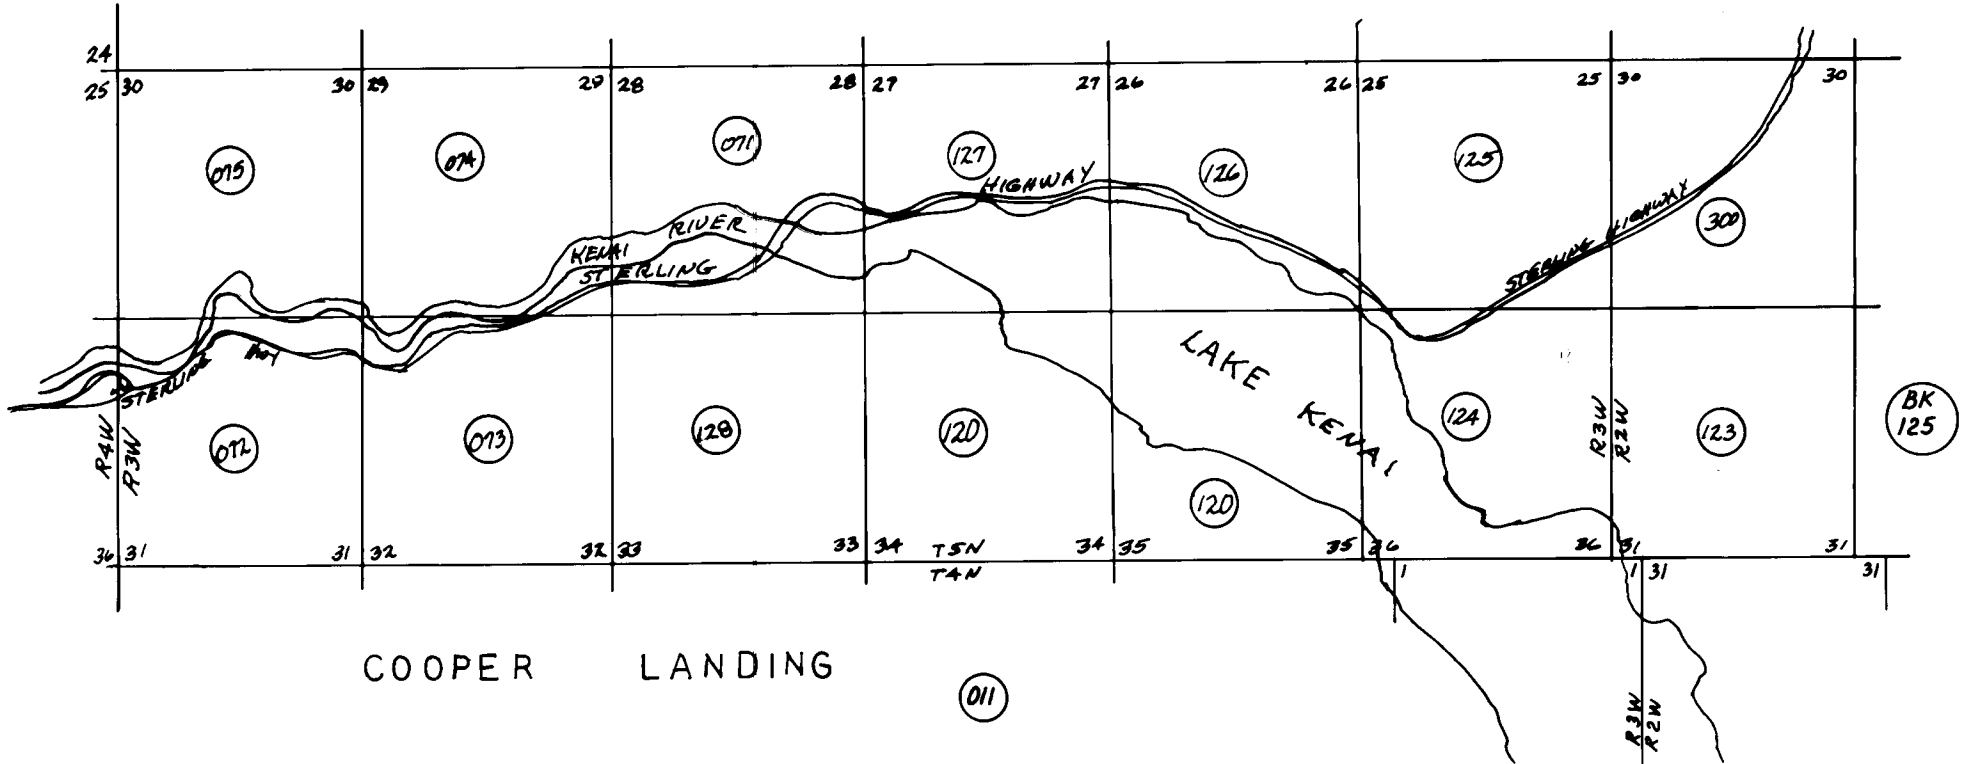 24
25 30 30 29 29 28 28 27 27 26 26 25 25 30 30
075 074 071 127 126 125 300
HIGHWAY
KENAI RIVER
STERLING
STERLING HIGHWAY
STERLING Hwy
LAKE KENAI
R4W
R3W
072 073 128 120 120 124 123
R3W
R2W
BK
125
36 31 31 32 32 33 33 34 T5N 34 35 35 36 36 31 31
T4N 1 1 31 31
COOPER LANDING
011
R3W
R2W